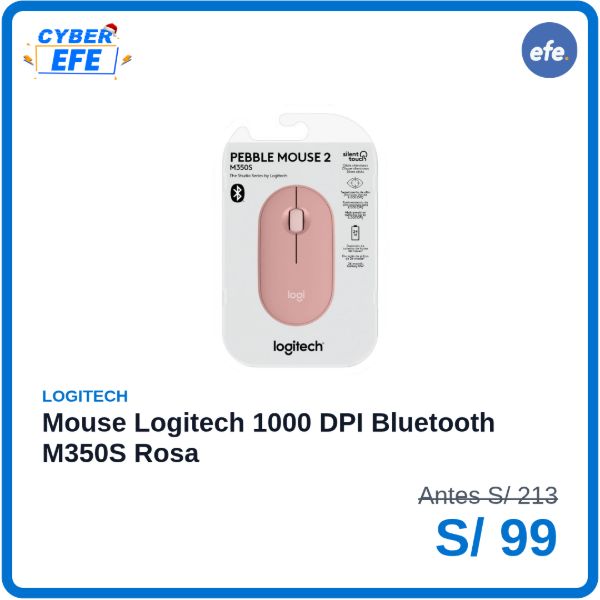 CYBER
EFE
efe.
PEBBLE MOUSE 2
M350S
The Studio Series by Logitech
silent
touch
logi
logitech®
LOGITECH
Mouse Logitech 1000 DPI Bluetooth
M350S Rosa
Antes S/ 213
S/ 99